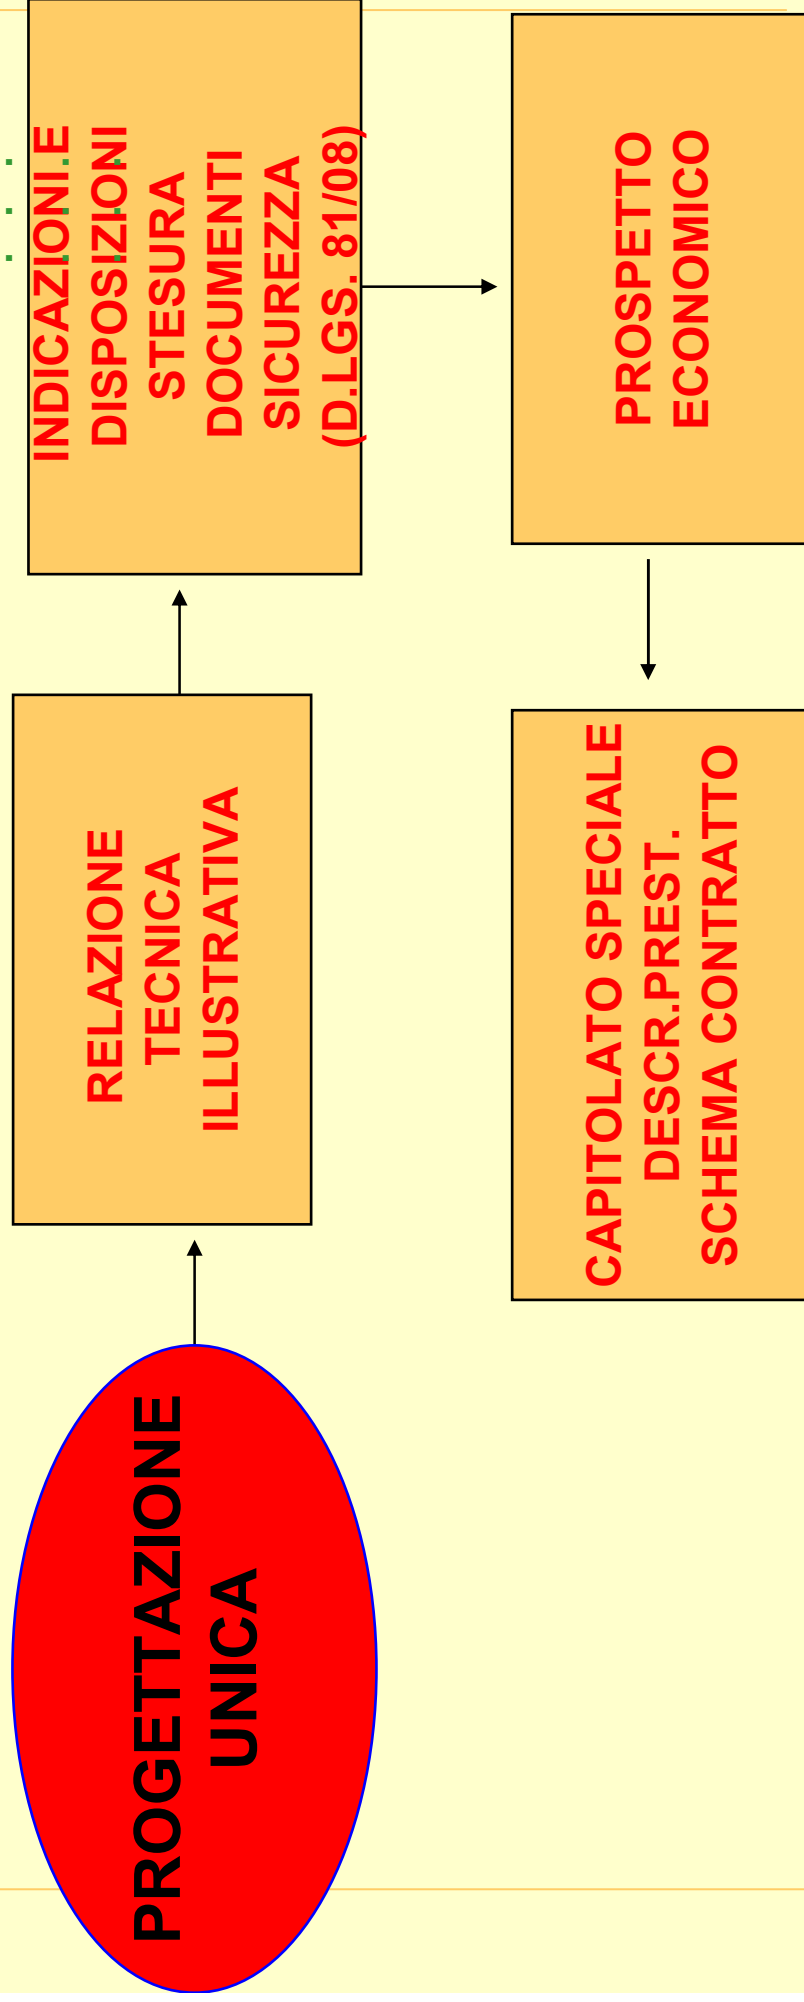 PROGETTAZIONE
UNICA
RELAZIONE
TECNICA
ILLUSTRATIVA
INDICAZIONI E
DISPOSIZIONI
STESURA
DOCUMENTI
SICUREZZA
(D.LGS. 81/08)
PROSPETTO
ECONOMICO
CAPITOLATO SPECIALE
DESCR.PREST.
SCHEMA CONTRATTO